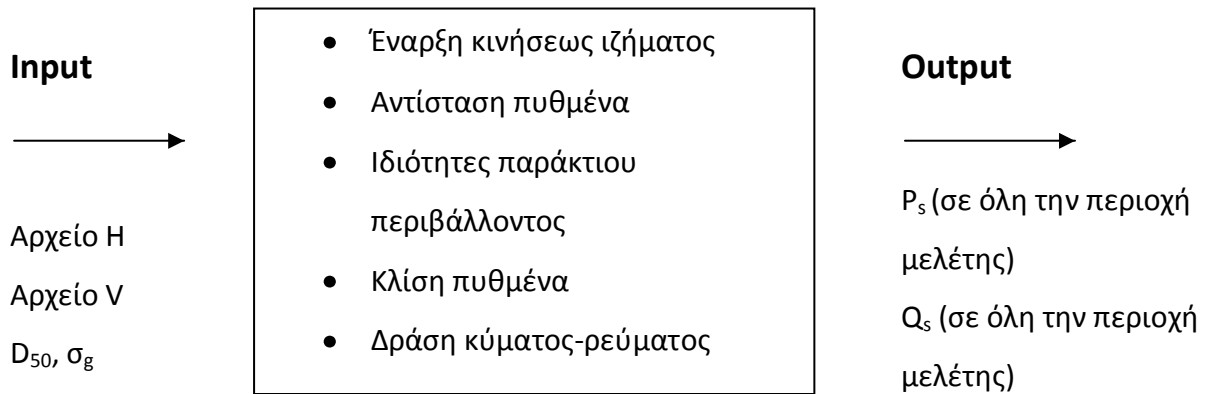 Input
Αρχείο H
Αρχείο V
D₅₀, σg
• Έναρξη κινήσεως ιζήματος
• Αντίσταση πυθμένα
• Ιδιότητες παράκτιου
περιβάλλοντος
• Κλίση πυθμένα
• Δράση κύματος-ρεύματος
Output
Pₛ (σε όλη την περιοχή
μελέτης)
Qₛ (σε όλη την περιοχή
μελέτης)